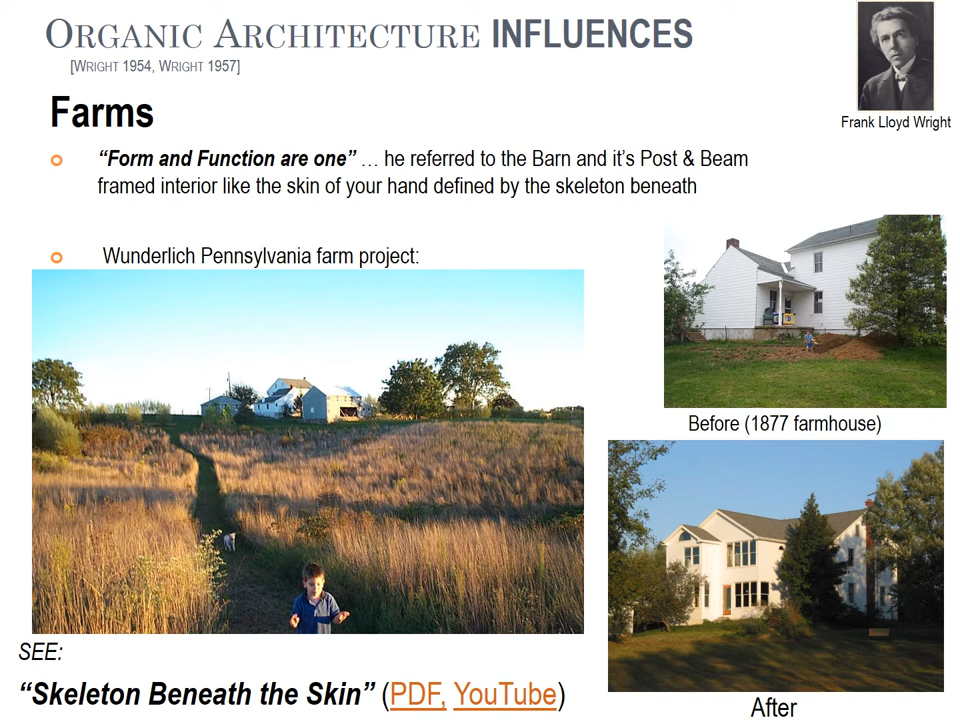 ORGANIC ARCHITECTURE INFLUENCES
[WRIGHT 1954, WRIGHT 1957]
Frank Lloyd Wright
Farms
“Form and Function are one” … he referred to the Barn and it’s Post & Beam
framed interior like the skin of your hand defined by the skeleton beneath
Wunderlich Pennsylvania farm project:
Before (1877 farmhouse)
SEE:
“Skeleton Beneath the Skin” (PDF, YouTube)
After